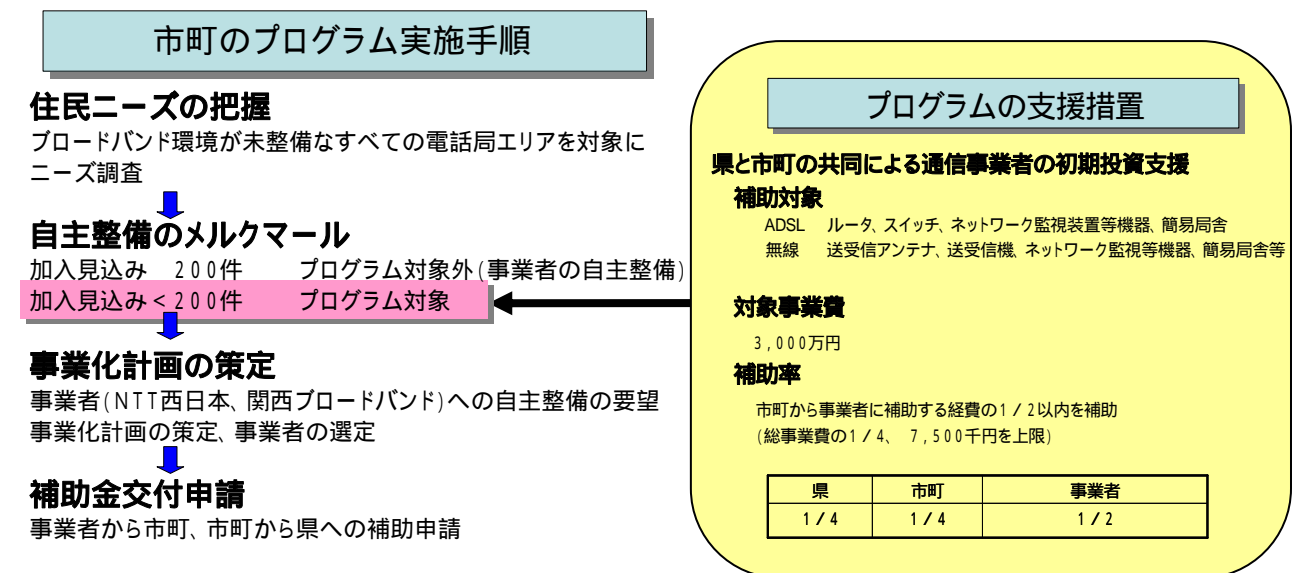 市町のプログラム実施手順
住民ニーズの把握
ブロードバンド環境が未整備なすべての電話局エリアを対象に
ニーズ調査
自主整備のメルクマール
加入見込み　200件　　プログラム対象外(事業者の自主整備)
加入見込み<200件　　プログラム対象
事業化計画の策定
事業者(NTT西日本、関西ブロードバンド)への自主整備の要望
事業化計画の策定、事業者の選定
補助金交付申請
事業者から市町、市町から県への補助申請
プログラムの支援措置
県と市町の共同による通信事業者の初期投資支援
補助対象
ADSL　ルータ、スイッチ、ネットワーク監視装置等機器、簡易局舎
無線　送受信アンテナ、送受信機、ネットワーク監視等機器、簡易局舎等
対象事業費
3,000万円
補助率
市町から事業者に補助する経費の1/2以内を補助
(総事業費の1/4、 7,500千円を上限)
県　市町　事業者
1/4　1/4　1/2